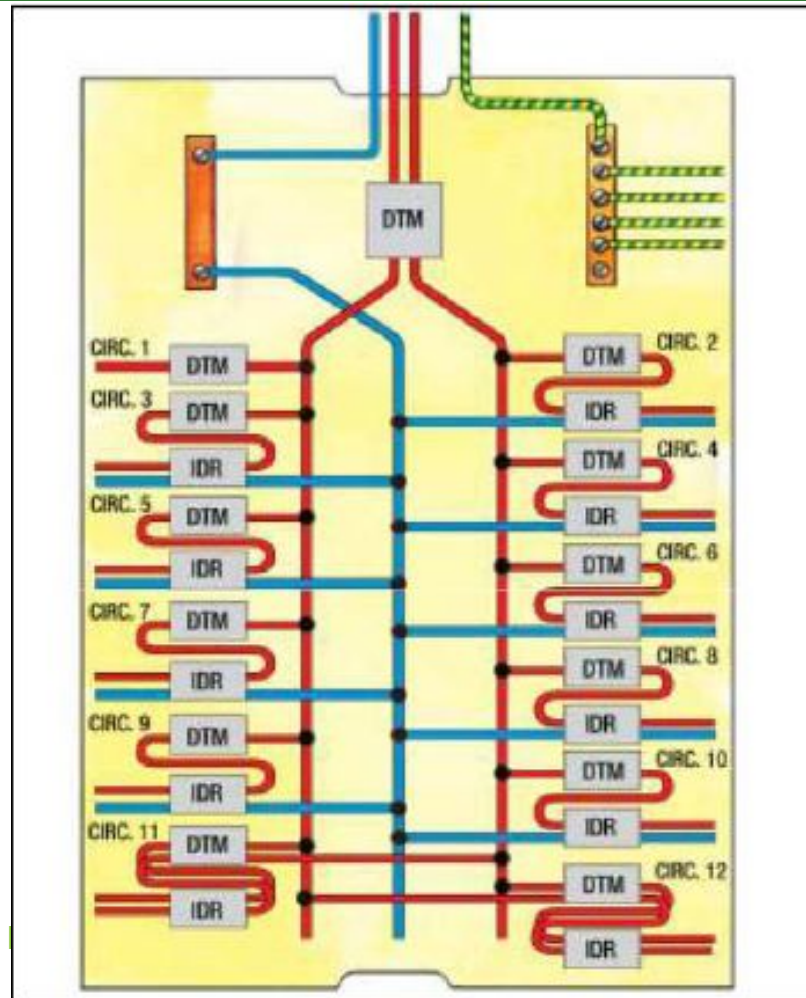 DTM
CIRC. 1
DTM
CIRC. 3
DTM
IDR
CIRC. 5
DTM
IDR
CIRC. 7
DTM
IDR
CIRC. 9
DTM
IDR
CIRC. 11
DTM
IDR
CIRC. 2
DTM
IDR
CIRC. 4
DTM
IDR
CIRC. 6
DTM
IDR
CIRC. 8
DTM
IDR
CIRC. 10
DTM
IDR
CIRC. 12
DTM
IDR